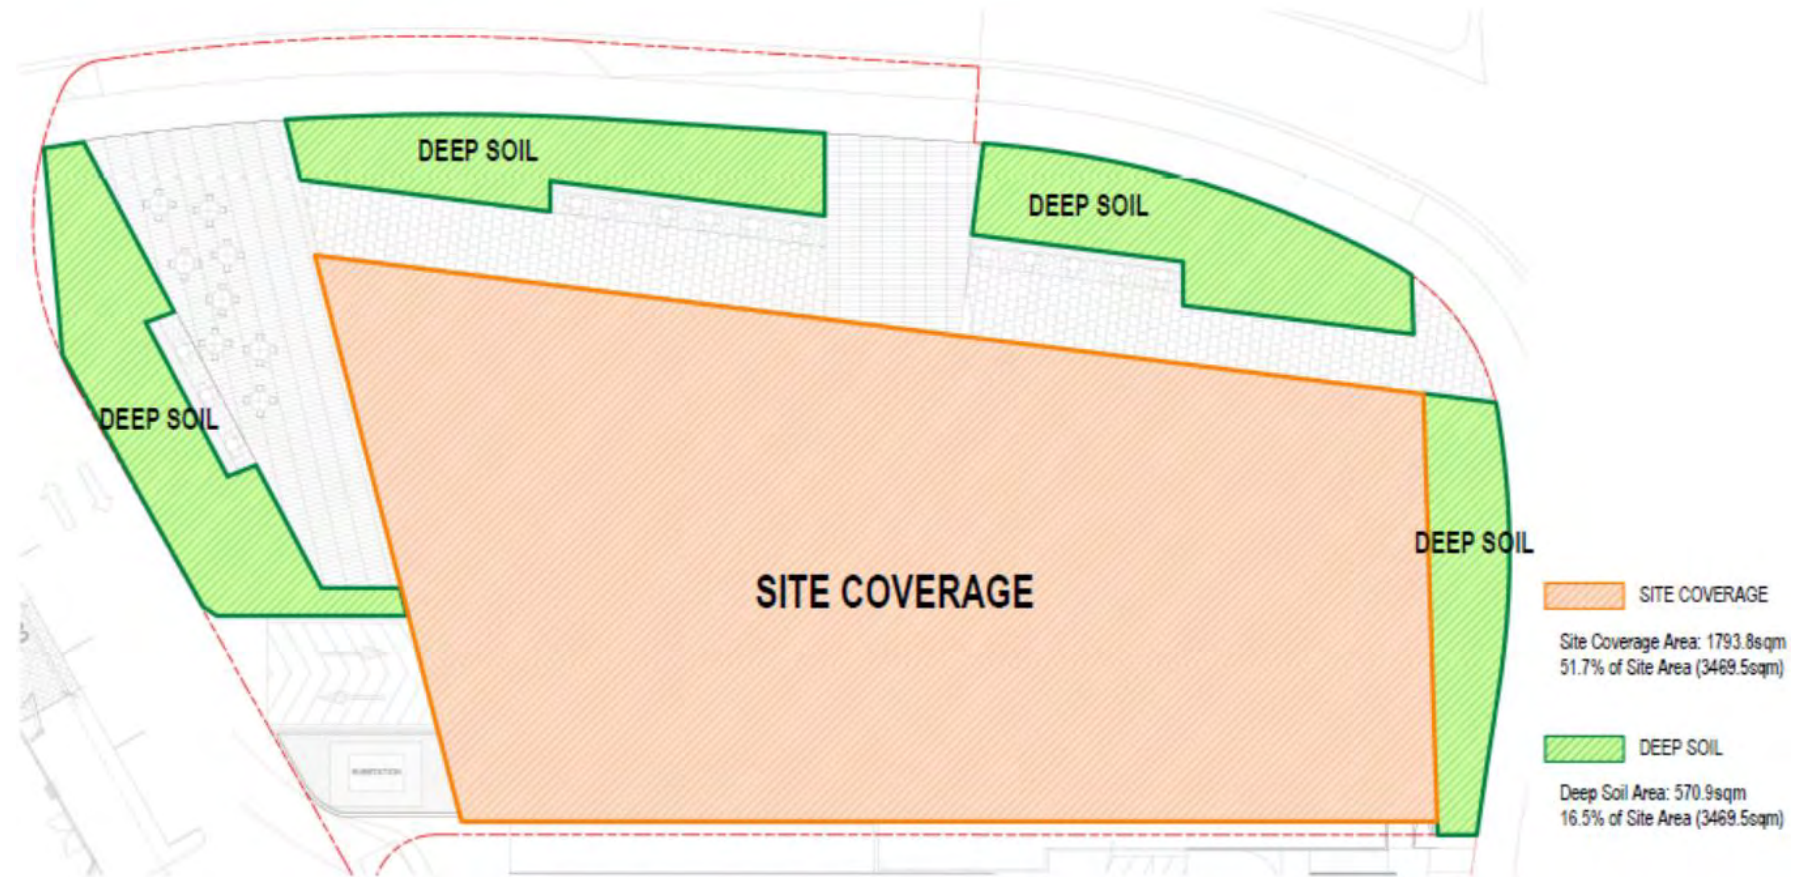 DEEP SOIL
DEEP SOIL
DEEP SOIL
DEEP SOIL
SITE COVERAGE
SITE COVERAGE
Site Coverage Area: 1793.8sqm
51.7% of Site Area (3469.5sqm)
DEEP SOIL
Deep Soil Area: 570.9sqm
16.5% of Site Area (3469.5sqm)